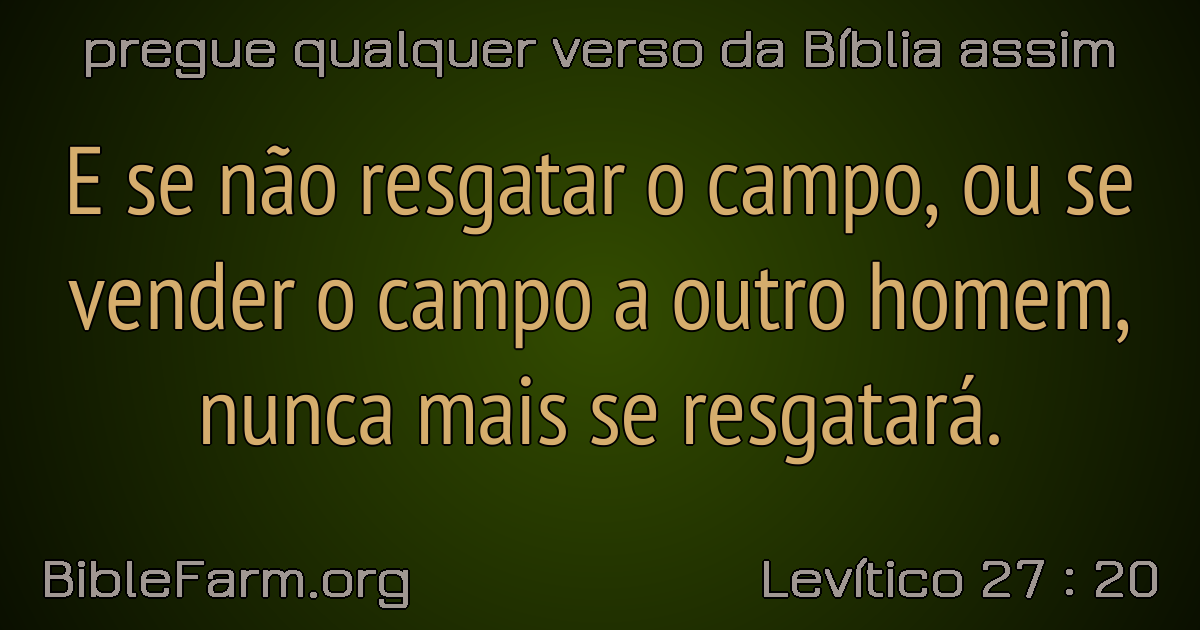 pregue qualquer verso da Bíblia assim
E se não resgatar o campo, ou se
vender o campo a outro homem,
nunca mais se resgatará.
BibleFarm.org
Levítico 27 : 20